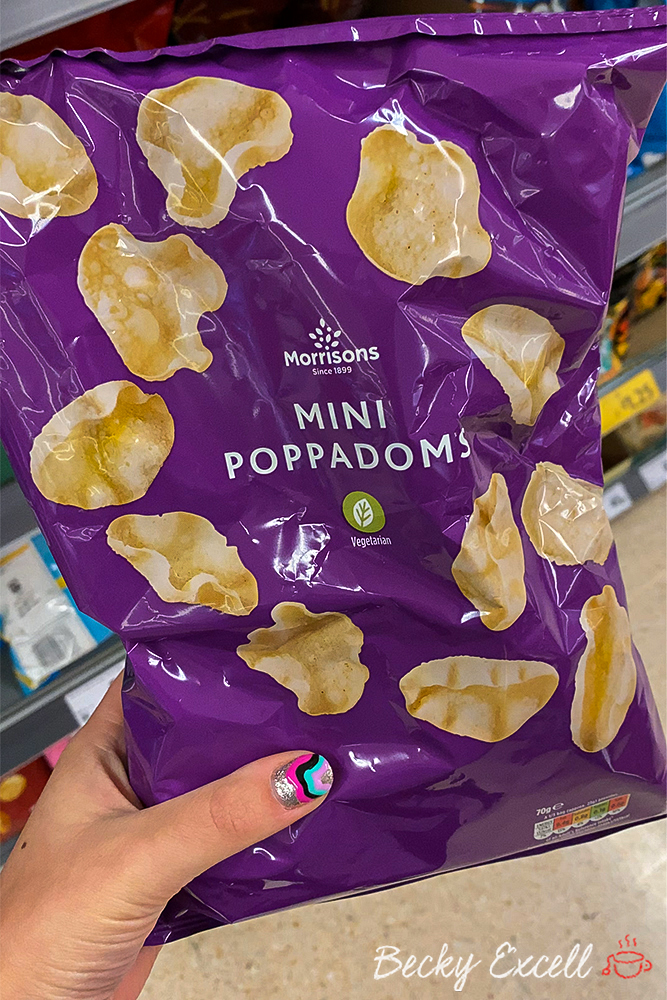 Morrisons
Since 1899
MINI
POPPADOMS
Vegetarian
70g e
Becky Excell